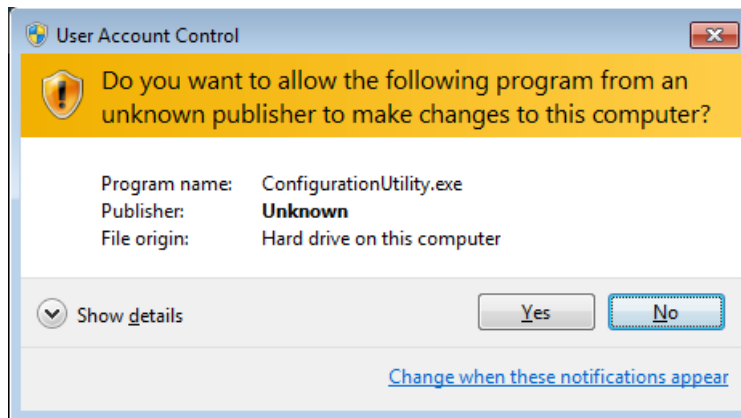 User Account Control
Do you want to allow the following program from an
unknown publisher to make changes to this computer?
Program name: ConfigurationUtility.exe
Publisher: Unknown
File origin: Hard drive on this computer
Show details
Yes No
Change when these notifications appear